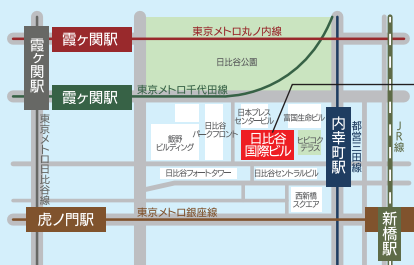 東京メトロ丸ノ内線
霞ヶ関駅
霞ヶ関駅
日比谷公園
霞ヶ関駅
東京メトロ千代田線
東京メトロ日比谷線
飯野
ビルディング
日比谷
パークフロント
日本プレス
センタービル
富国生命ビル
日比谷
国際ビル
ヒビヤコ
テラス
内幸町駅
都営三田線
JR線
日比谷フォートタワー
日比谷セントラルビル
西新橋
スクエア
虎ノ門駅
東京メトロ銀座線
新橋駅